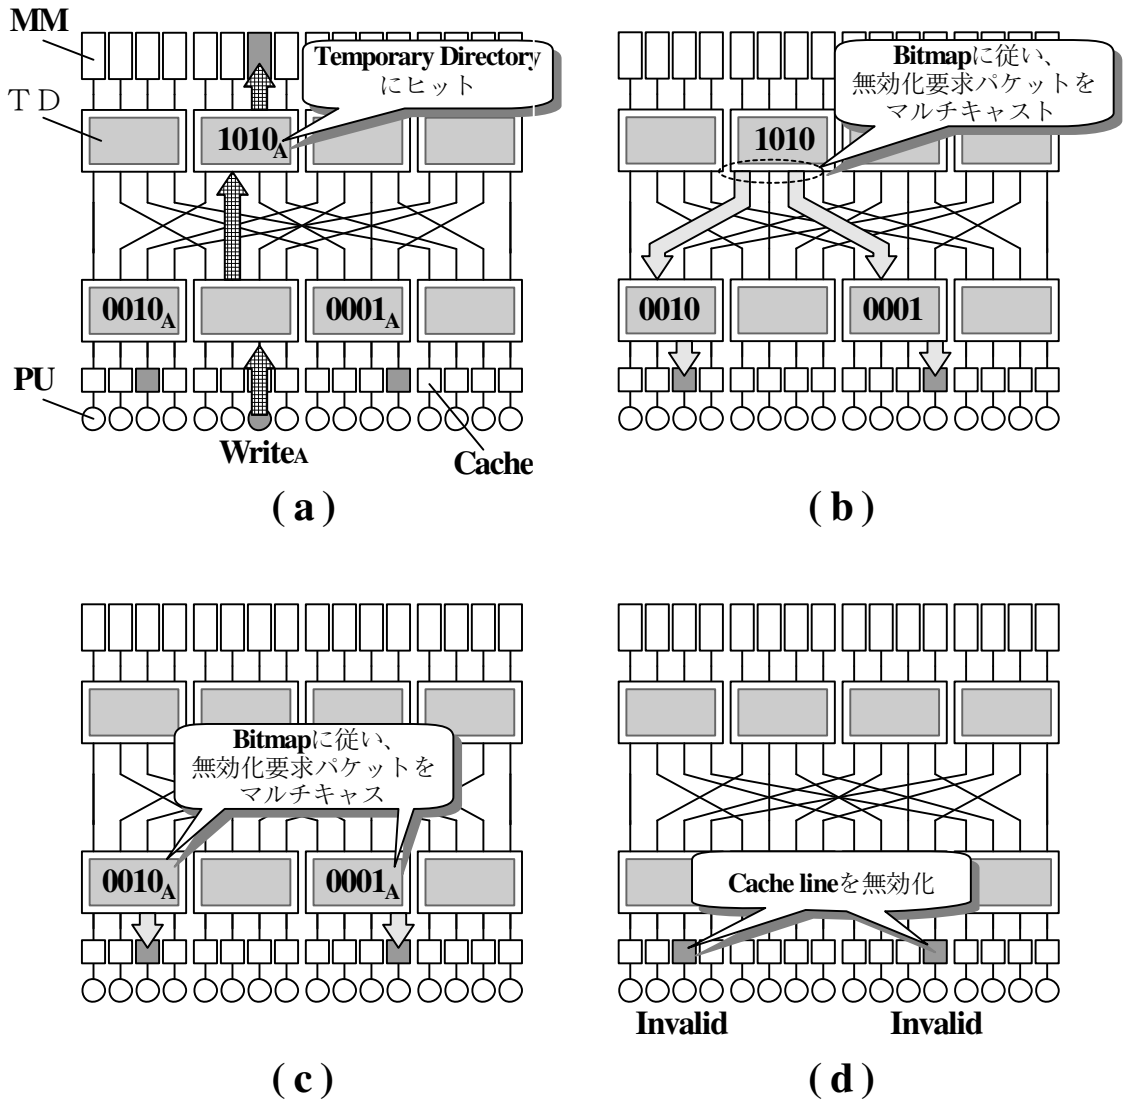 MM
Temporary Directory
にヒット
ＴＤ
1010A
0010A
0001A
PU
WriteA
Cache
( a )
Bitmapに従い、
無効化要求パケットを
マルチキャスト
1010
0010
0001
( b )
Bitmapに従い、
無効化要求パケットを
マルチキャス
0010A
0001A
( c )
Cache lineを無効化
Invalid
Invalid
( d )